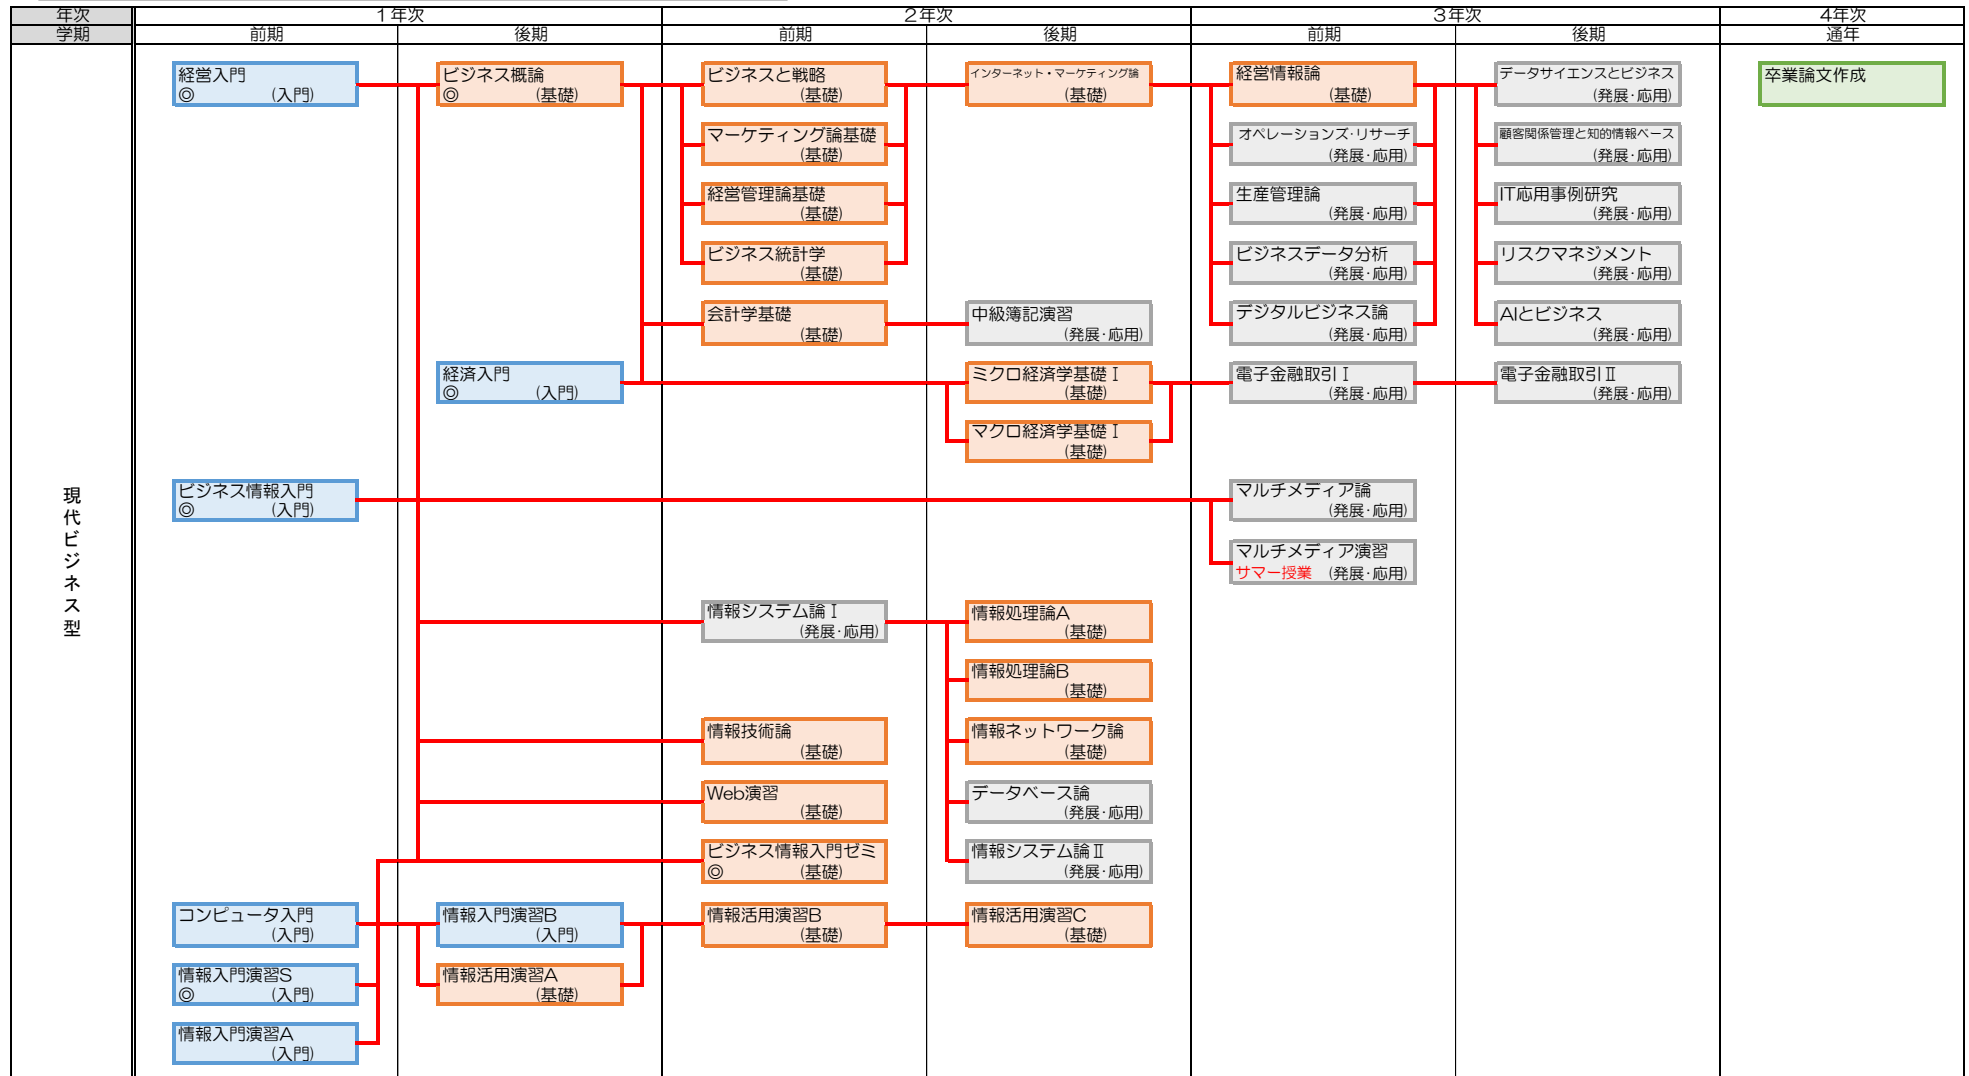 年次 1年次 2年次 3年次 4年次
学期 前期 後期 前期 後期 前期 後期 通年
現代ビジネス型
経営入門
◎ (入門)
ビジネス概論
◎ (基礎)
ビジネスと戦略
(基礎)
インターネット・マーケティング論
(基礎)
経営情報論
(基礎)
データサイエンスとビジネス
(発展・応用)
卒業論文作成
マーケティング論基礎
(基礎)
オペレーションズ・リサーチ
(発展・応用)
顧客関係管理と知的情報ベース
(発展・応用)
経営管理論基礎
(基礎)
生産管理論
(発展・応用)
IT応用事例研究
(発展・応用)
ビジネス統計学
(基礎)
ビジネスデータ分析
(発展・応用)
リスクマネジメント
(発展・応用)
会計学基礎
(基礎)
中級簿記演習
(発展・応用)
デジタルビジネス論
(発展・応用)
AIとビジネス
(発展・応用)
経済入門
◎ (入門)
ミクロ経済学基礎Ⅰ
(基礎)
電子金融取引Ⅰ
(発展・応用)
電子金融取引Ⅱ
(発展・応用)
マクロ経済学基礎Ⅰ
(基礎)
ビジネス情報入門
◎ (入門)
マルチメディア論
(発展・応用)
マルチメディア演習
サマー授業 (発展・応用)
情報システム論Ⅰ
(発展・応用)
情報処理論A
(基礎)
情報処理論B
(基礎)
情報技術論
(基礎)
情報ネットワーク論
(基礎)
Web演習
(基礎)
データベース論
(発展・応用)
ビジネス情報入門ゼミ
◎ (基礎)
情報システム論Ⅱ
(発展・応用)
コンピュータ入門
(入門)
情報入門演習B
(入門)
情報活用演習B
(基礎)
情報活用演習C
(基礎)
情報入門演習S
◎ (入門)
情報活用演習A
(基礎)
情報入門演習A
(入門)